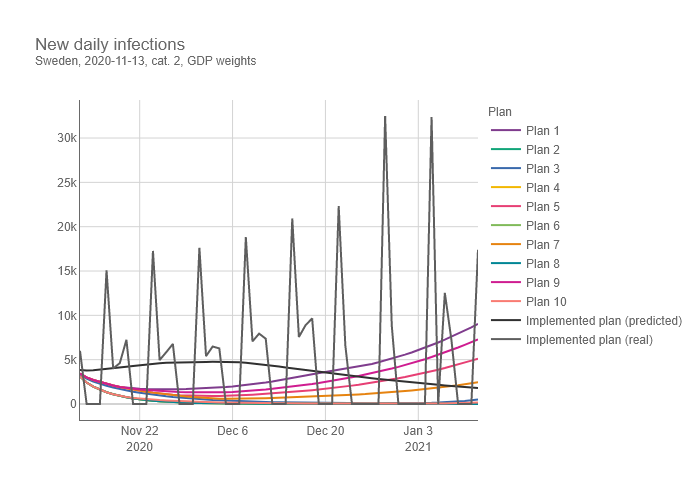 New daily infections
Sweden, 2020-11-13, cat. 2, GDP weights
30k
25k
20k
15k
10k
5k
0
Nov 22
2020
Dec 6
Dec 20
Jan 3
2021
Plan
Plan 1
Plan 2
Plan 3
Plan 4
Plan 5
Plan 6
Plan 7
Plan 8
Plan 9
Plan 10
Implemented plan (predicted)
Implemented plan (real)